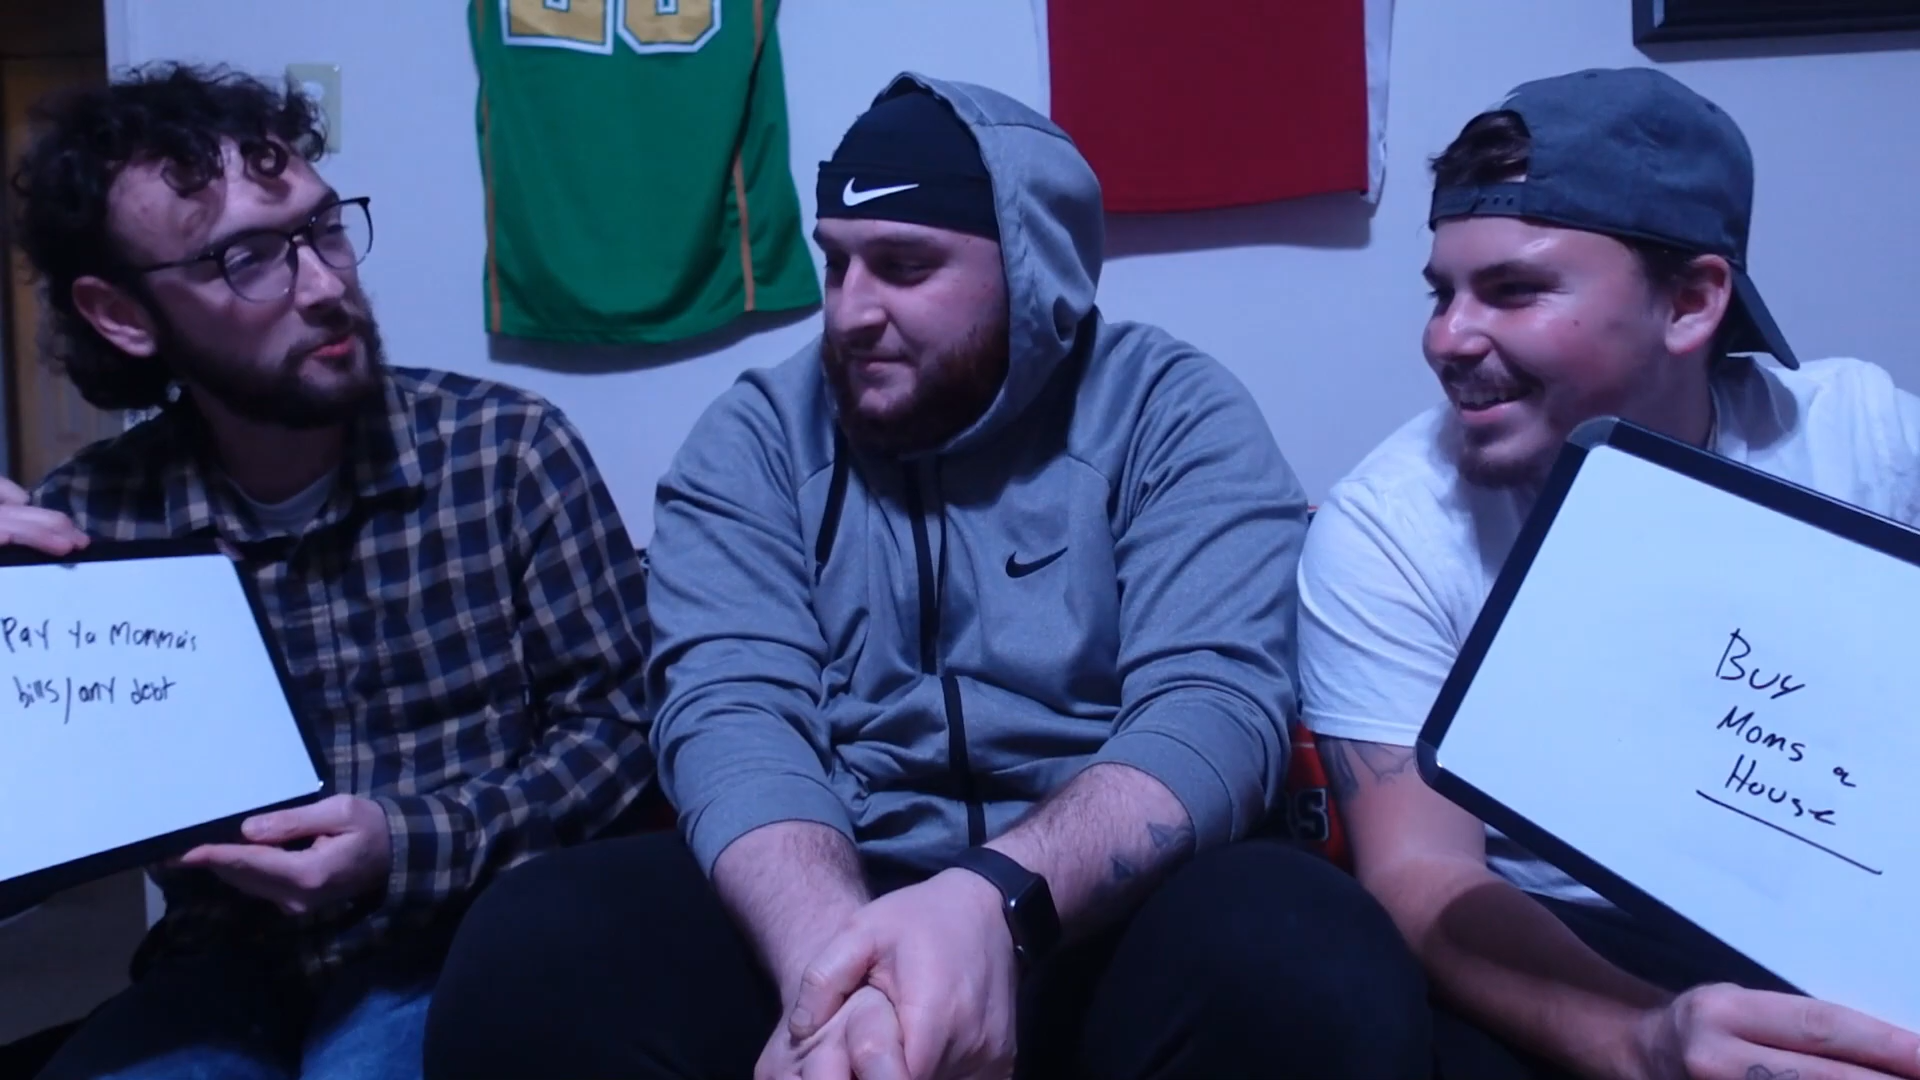 Pay ya Momma's
bills/any debt
Buy
Moms a
House